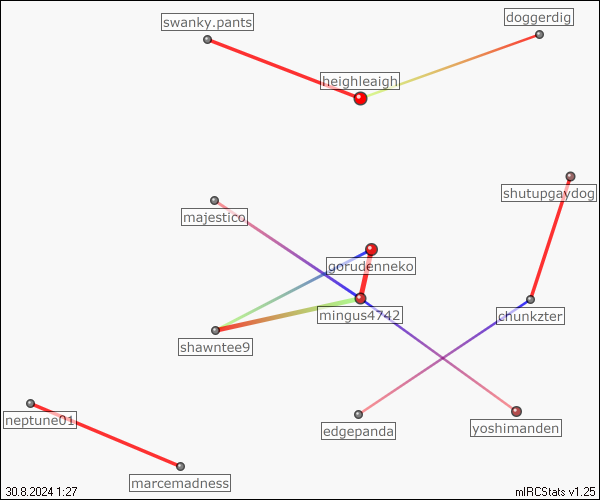 doggerdig
swanky.pants
heighleaigh
shutupgaydog
majestico
gorudenneko
mingus4742
chunkzter
shawntee9
neptune01
edgepanda
yoshimanden
marcemadness
30.8.2024 1:27
mIRCStats v1.25